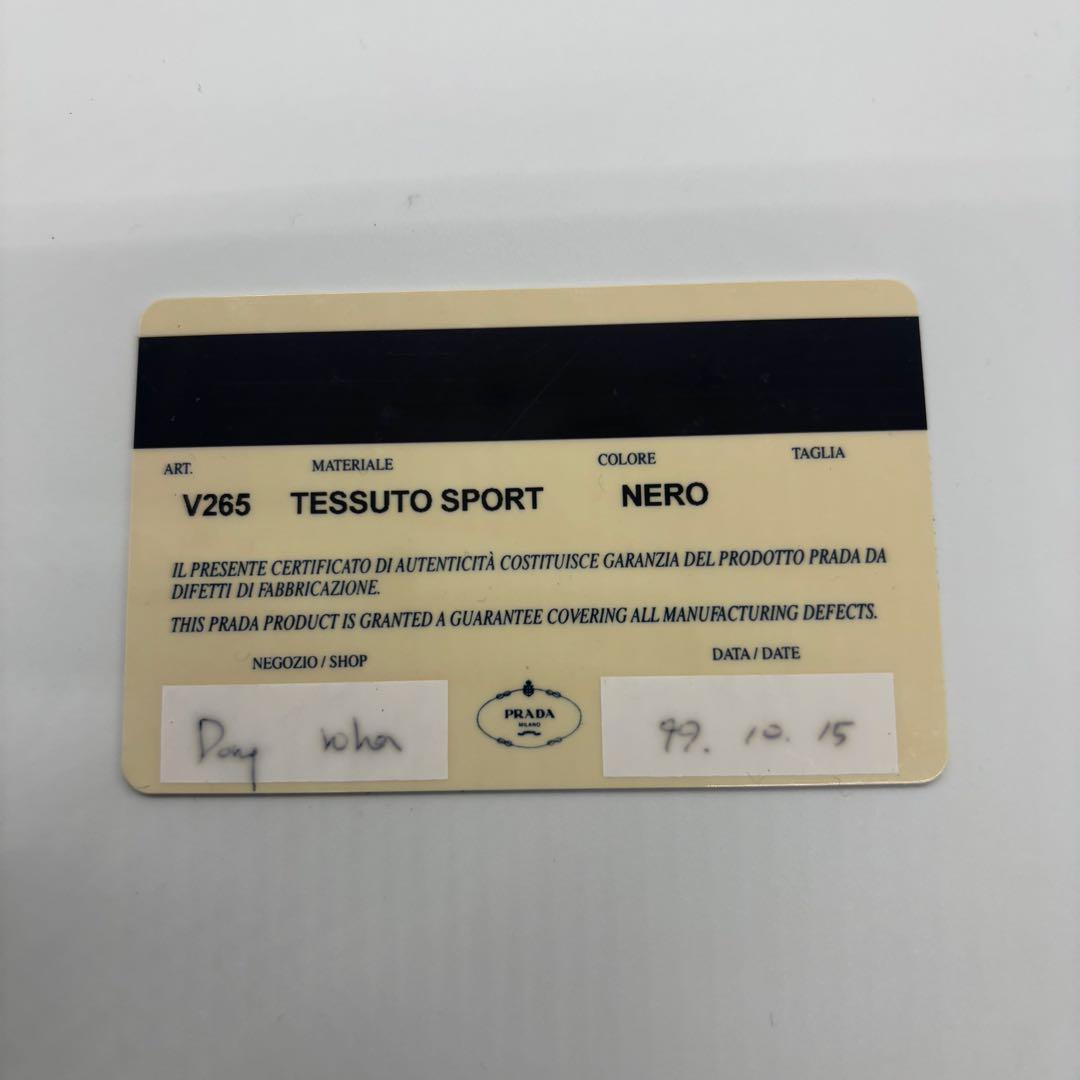 ART. MATERIALE COLORE TAGLIA
V265 TESSUTO SPORT NERO
IL PRESENTE CERTIFICATO DI AUTENTICITÀ COSTITUISCE GARANZIA DEL PRODOTTO PRADA DA
DIFETTI DI FABBRICAZIONE.
THIS PRADA PRODUCT IS GRANTED A GUARANTEE COVERING ALL MANUFACTURING DEFECTS.
NEGOZIO / SHOP DATA / DATE
PRADA
MILANO
Dong 99. 10. 15